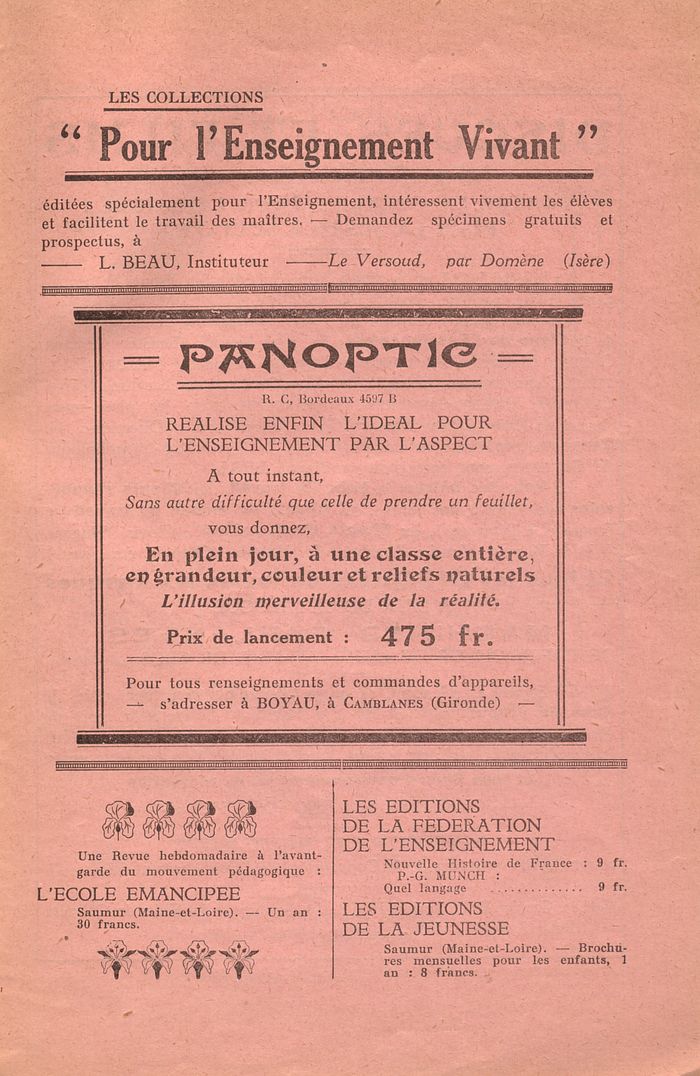 LES COLLECTIONS
“ Pour l'Enseignement Vivant ”
éditées spécialement pour l'Enseignement, intéressent vivement les élèves
et facilitent le travail des maîtres. — Demandez spécimens gratuits et
prospectus, à
—— L. BEAU, Instituteur ——Le Versoud, par Domène (Isère)
= PANOPTIC =
R. C, Bordeaux 4597 B
REALISE ENFIN L'IDEAL POUR
L'ENSEIGNEMENT PAR L'ASPECT
A tout instant,
Sans autre difficulté que celle de prendre un feuillet,
vous donnez,
En plein jour, à une classe entière,
en grandeur, couleur et reliefs naturels
L'illusion merveilleuse de la réalité.
Prix de lancement : 475 fr.
Pour tous renseignements et commandes d'appareils,
— s'adresser à BOYAU, à CAMBLANES (Gironde) —
Une Revue hebdomadaire à l'avant-
garde du mouvement pédagogique :
L'ECOLE EMANCIPEE
Saumur (Maine-et-Loire). — Un an :
30 francs.
LES EDITIONS
DE LA FEDERATION
DE L'ENSEIGNEMENT
Nouvelle Histoire de France : 9 fr.
P.-G. MUNCH :
Quel langage .............. 9 fr.
LES EDITIONS
DE LA JEUNESSE
Saumur (Maine-et-Loire). — Brochu-
res mensuelles pour les enfants, 1
an : 8 francs.